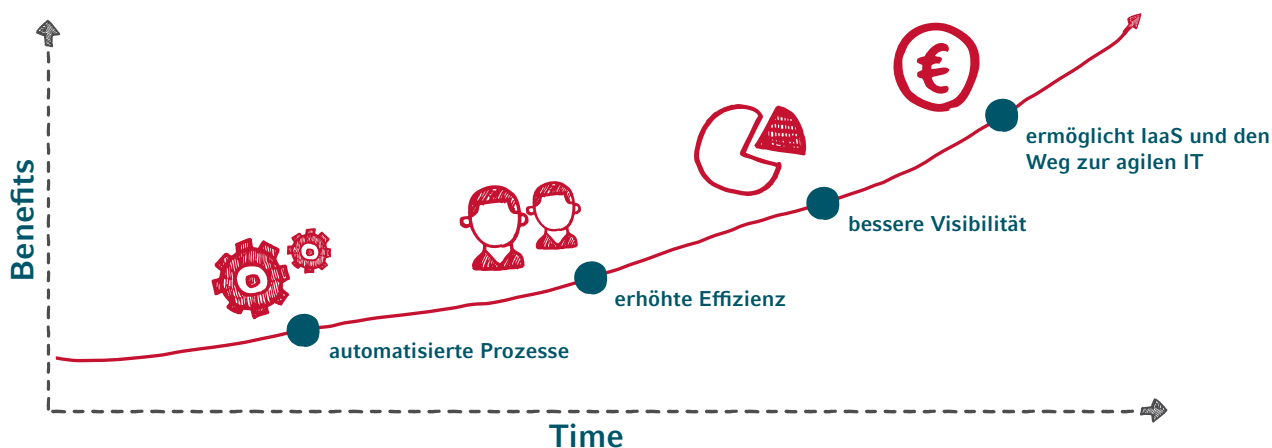 Benefits
€
ermöglicht IaaS und den
Weg zur agilen IT
bessere Visibilität
erhöhte Effizienz
automatisierte Prozesse
Time